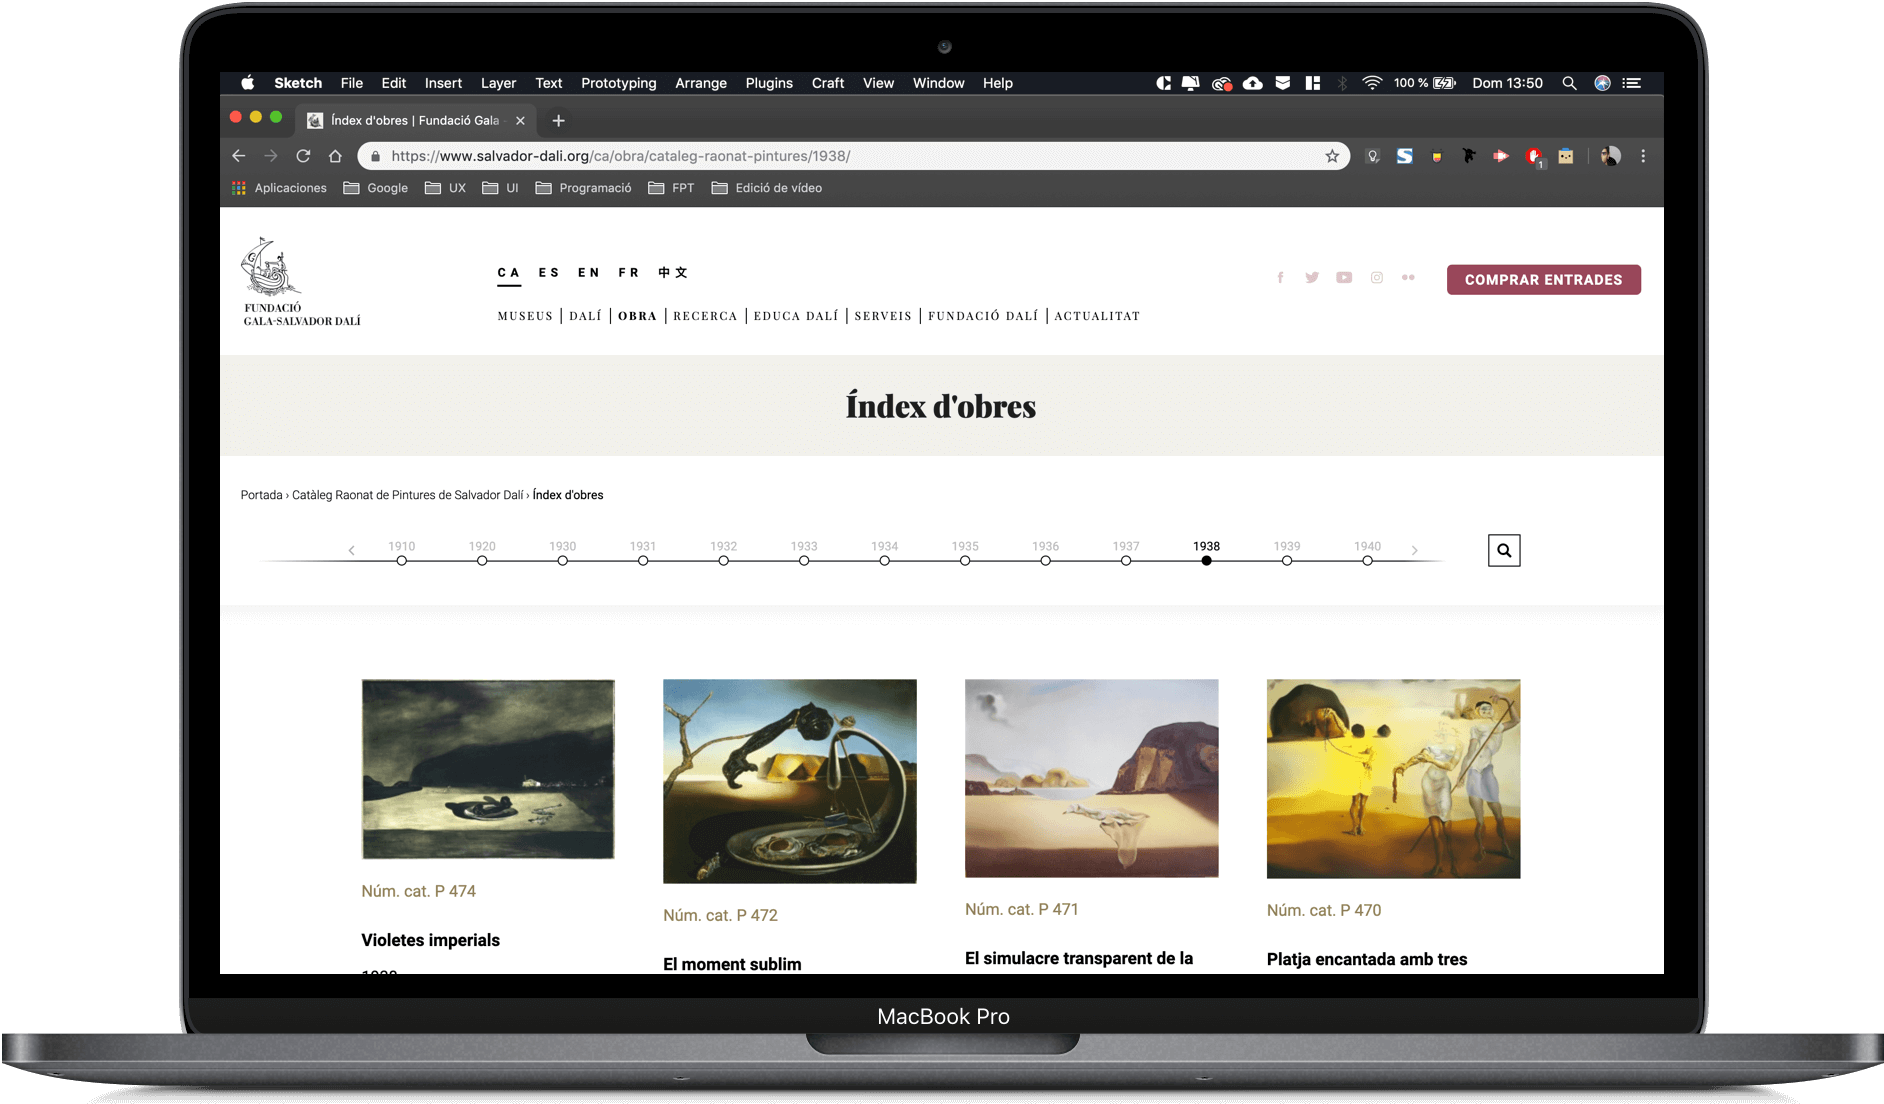 Sketch File Edit Insert Layer Text Prototyping Arrange Plugins Craft View Window Help 100 % Dom 13:50
Índex d'obres | Fundació Gala -
https://www.salvador-dali.org/ca/obra/cataleg-raonat-pintures/1938/
1
Aplicaciones Google UX UI Programació FPT Edició de vídeo
FUNDACIÓ
GALA-SALVADOR DALÍ
CA ES EN FR 中文
COMPRAR ENTRADES
MUSEUS | DALÍ | OBRA | RECERCA | EDUCA DALÍ | SERVEIS | FUNDACIÓ DALÍ | ACTUALITAT
Índex d'obres
Portada › Catàleg Raonat de Pintures de Salvador Dalí › Índex d'obres
1910 1920 1930 1931 1932 1933 1934 1935 1936 1937 1938 1939 1940
Núm. cat. P 474
Violetes imperials
Núm. cat. P 472
El moment sublim
Núm. cat. P 471
El simulacre transparent de la
Núm. cat. P 470
Platja encantada amb tres
MacBook Pro